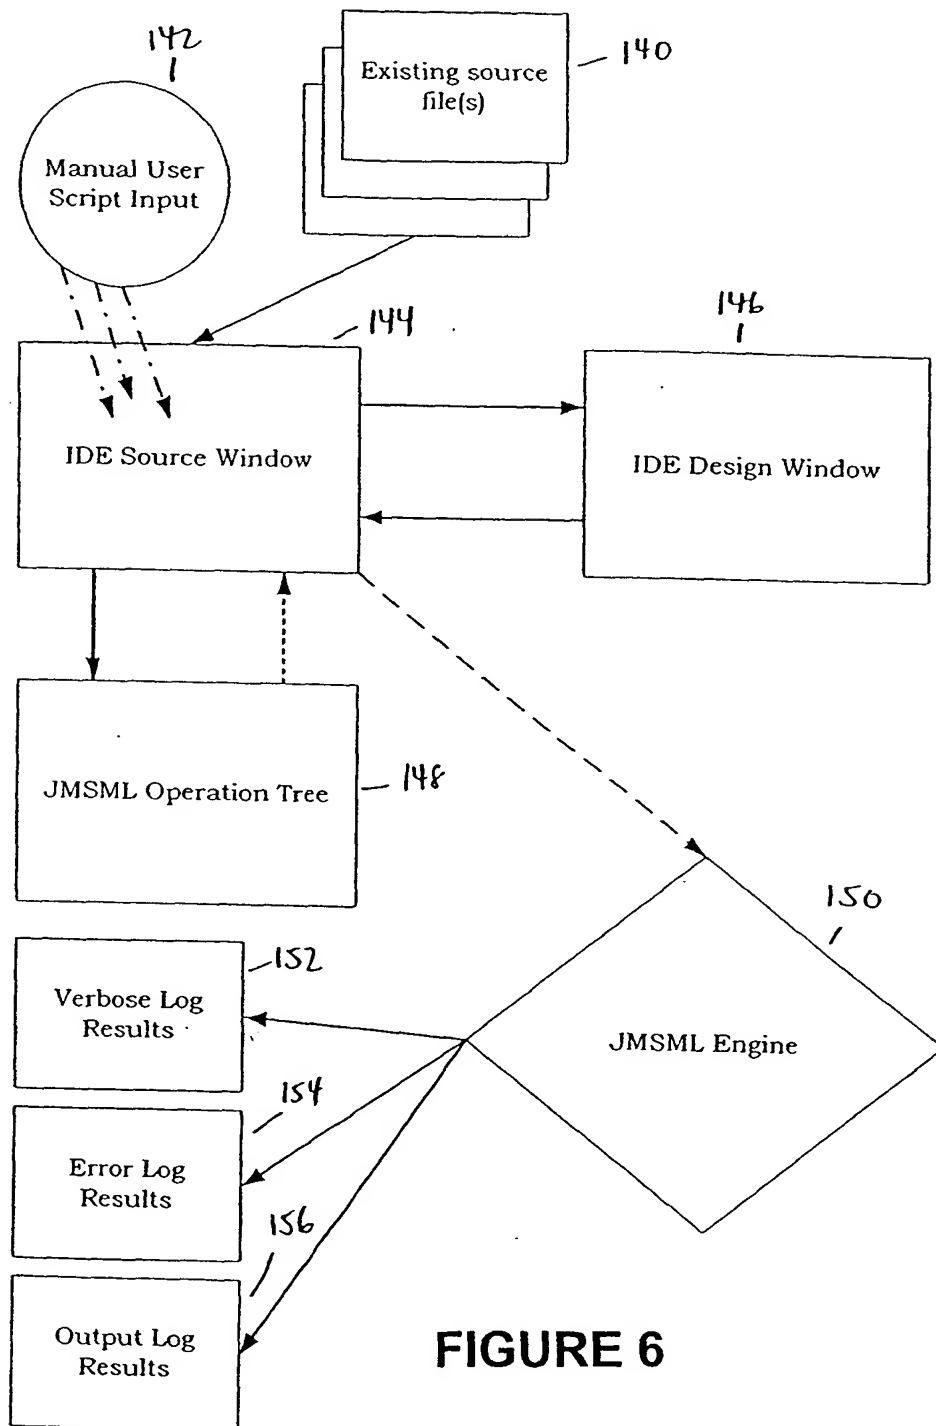 142
140
Existing source
file(s)
Manual User
Script Input
144
146
IDE Source Window
IDE Design Window
JMSML Operation Tree
148
150
152
Verbose Log
Results
JMSML Engine
154
Error Log
Results
156
Output Log
Results
FIGURE 6